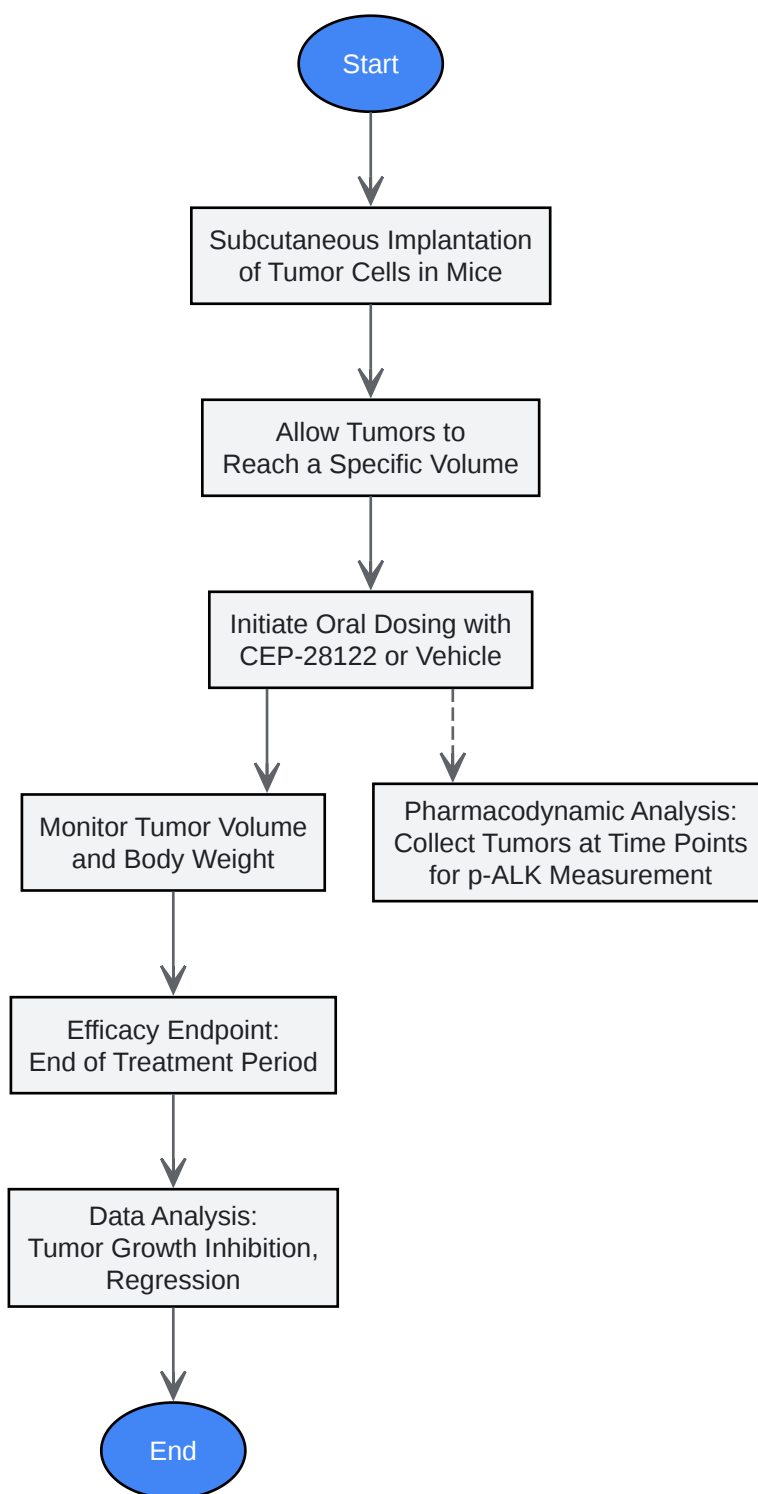 Start
Subcutaneous Implantation
of Tumor Cells in Mice
Allow Tumors to
Reach a Specific Volume
Initiate Oral Dosing with
CEP-28122 or Vehicle
Monitor Tumor Volume
and Body Weight
Pharmacodynamic Analysis:
Collect Tumors at Time Points
for p-ALK Measurement
Efficacy Endpoint:
End of Treatment Period
Data Analysis:
Tumor Growth Inhibition,
Regression
End